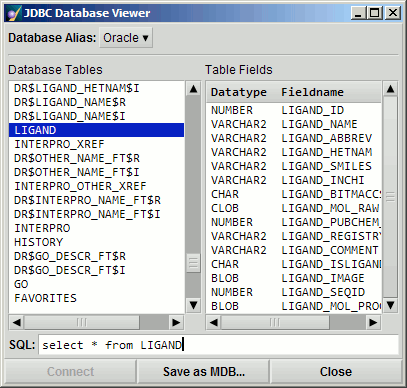 JDBC Database Viewer
Database Alias: Oracle
Database Tables
DR$LIGAND_HETNAM$I
DR$LIGAND_NAME$R
DR$LIGAND_NAME$I
LIGAND
INTERPRO_XREF
DR$OTHER_NAME_FT$R
DR$OTHER_NAME_FT$I
INTERPRO_OTHER_XREF
DR$INTERPRO_NAME_FT$R
DR$INTERPRO_NAME_FT$I
INTERPRO
HISTORY
DR$GO_DESCR_FT$R
DR$GO_DESCR_FT$I
GO
FAVORITES
Table Fields
Datatype Fieldname
NUMBER LIGAND_ID
VARCHAR2 LIGAND_NAME
VARCHAR2 LIGAND_ABBREV
VARCHAR2 LIGAND_HETNAM
VARCHAR2 LIGAND_SMILES
VARCHAR2 LIGAND_INCHI
CHAR LIGAND_BITMACCS
CLOB LIGAND_MOL_RAW
NUMBER LIGAND_PUBCHEM_
VARCHAR2 LIGAND_REGISTRY
VARCHAR2 LIGAND_COMMENT
CHAR LIGAND_ISLIGAND
BLOB LIGAND_IMAGE
NUMBER LIGAND_SEQID
BLOB LIGAND_MOL_PROC
SQL: select * from LIGAND
Connect Save as MDB... Close